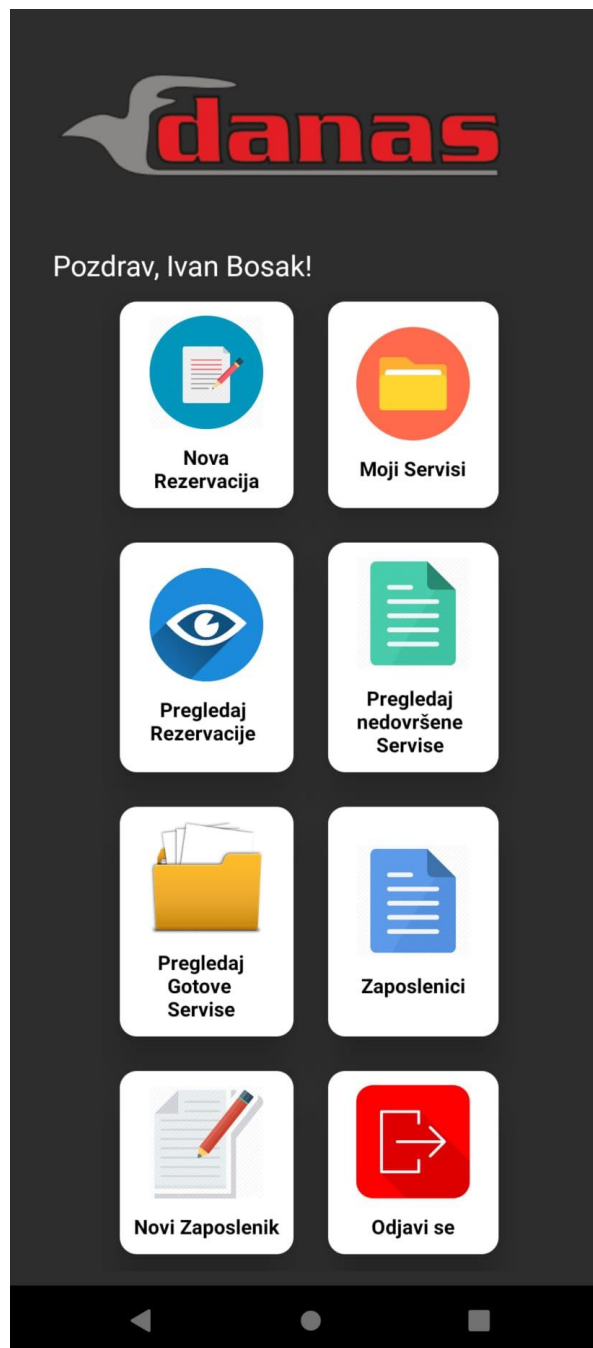 danas
Pozdrav, Ivan Bosak!
Nova
Rezervacija
Moji Servisi
Pregledaj
Rezervacije
Pregledaj
nedovršene
Servise
Pregledaj
Gotove
Servise
Zaposlenici
Novi Zaposlenik
Odjavi se